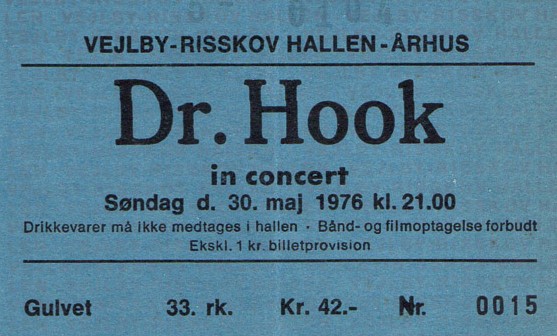 VEJLBY-RISSKOV HALLEN-ÅRHUS
Dr. Hook
in concert
Søndag d. 30. maj 1976 kl. 21.00
Drikkevarer må ikke medtages i hallen · Bånd- og filmoptagelse forbudt
Ekskl. 1 kr. billetprovision
Gulvet 33. rk. Kr. 42.- Nr. 0015